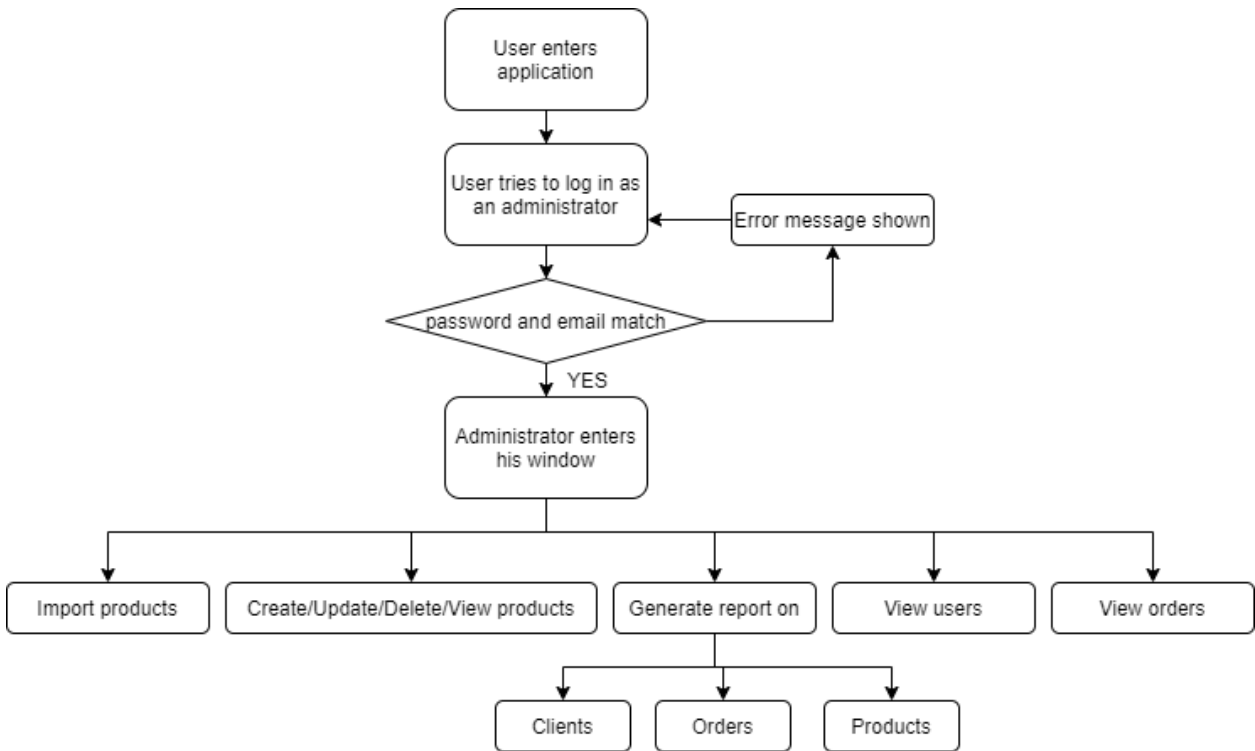 User enters
application
User tries to log in as
an administrator
Error message shown
password and email match
YES
Administrator enters
his window
Import products
Create/Update/Delete/View products
Generate report on
View users
View orders
Clients
Orders
Products